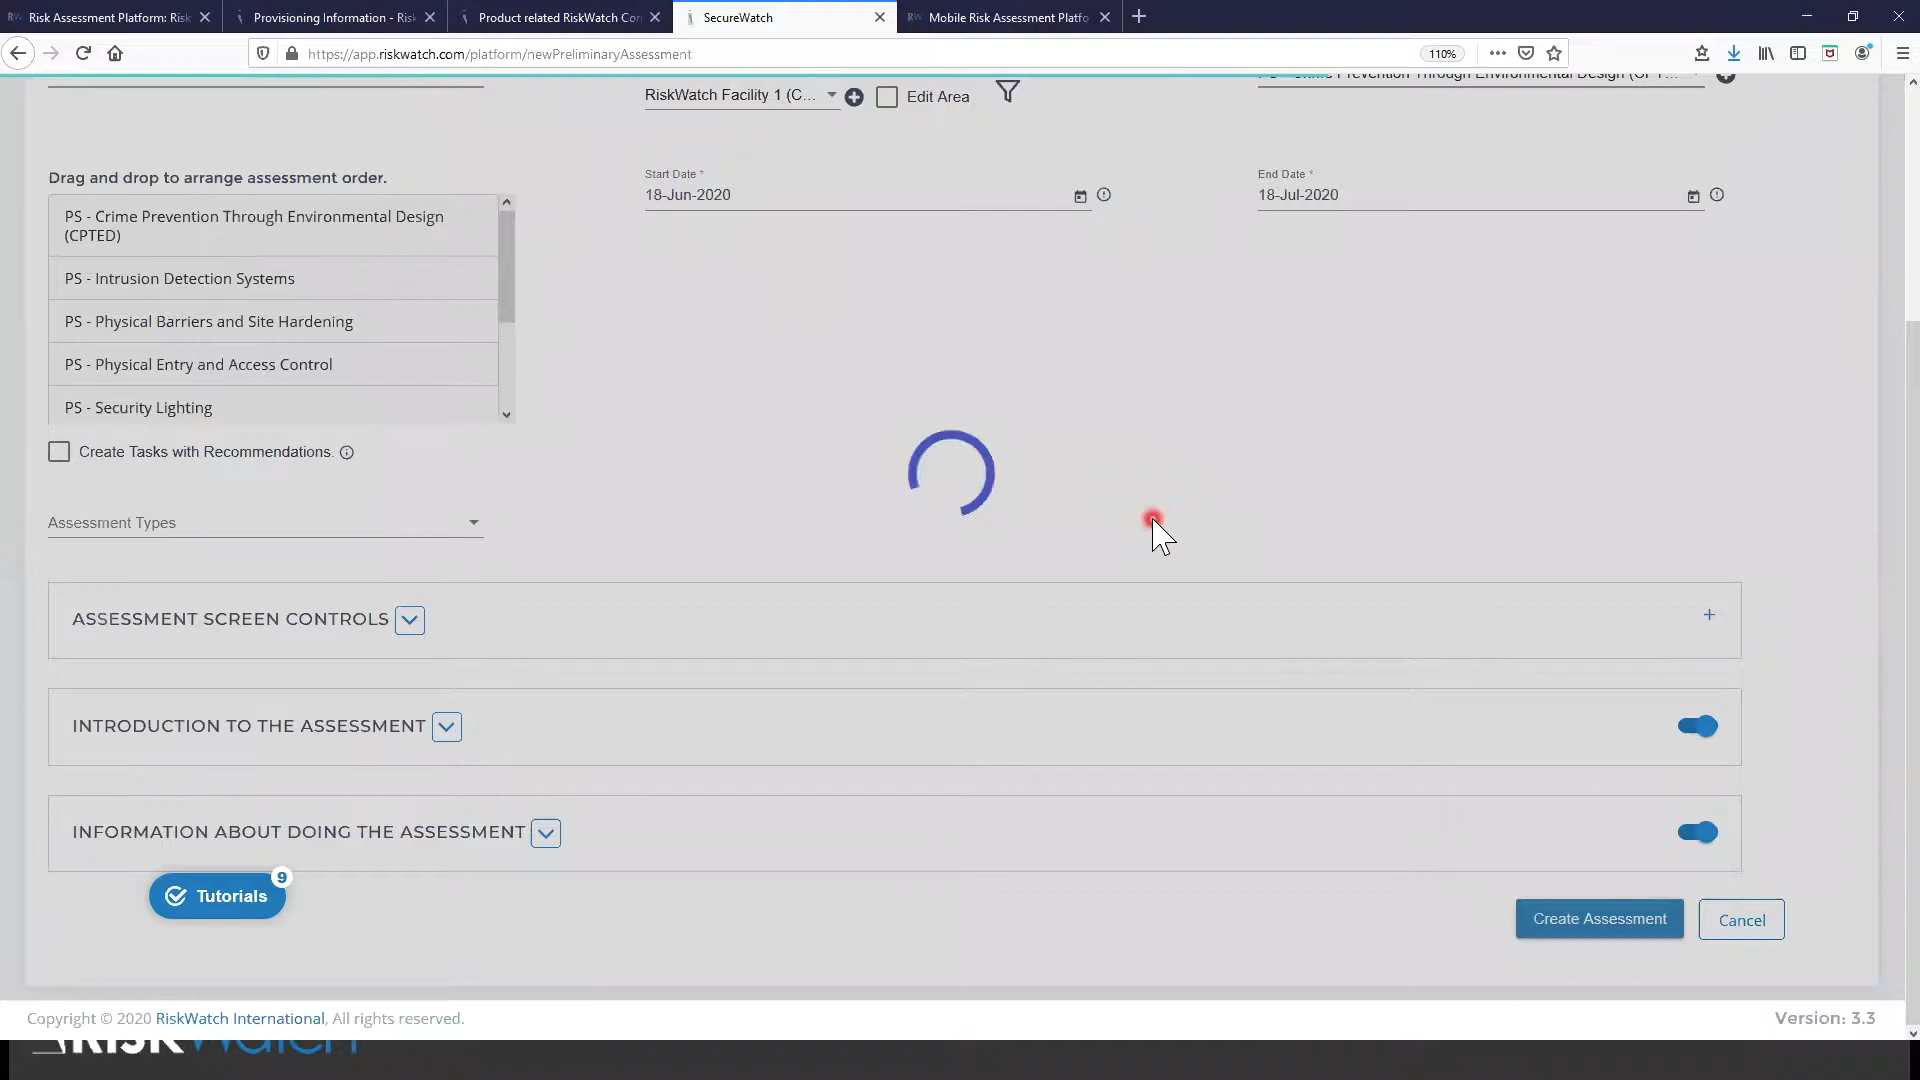 Risk Assessment Platform: Risk
Provisioning Information - Risk
Product related RiskWatch Con
SecureWatch
Mobile Risk Assessment Platfo
https://app.riskwatch.com/platform/newPreliminaryAssessment
110%
RiskWatch Facility 1 (C...
Edit Area
PS - Crime Prevention Through Environmental Design (CPT...
Drag and drop to arrange assessment order.
PS - Crime Prevention Through Environmental Design
(CPTED)
PS - Intrusion Detection Systems
PS - Physical Barriers and Site Hardening
PS - Physical Entry and Access Control
PS - Security Lighting
Start Date *
18-Jun-2020
End Date *
18-Jul-2020
Create Tasks with Recommendations.
Assessment Types
ASSESSMENT SCREEN CONTROLS
+
INTRODUCTION TO THE ASSESSMENT
INFORMATION ABOUT DOING THE ASSESSMENT
Tutorials
9
Create Assessment
Cancel
Copyright © 2020 RiskWatch International, All rights reserved.
Version: 3.3
RISKWatch